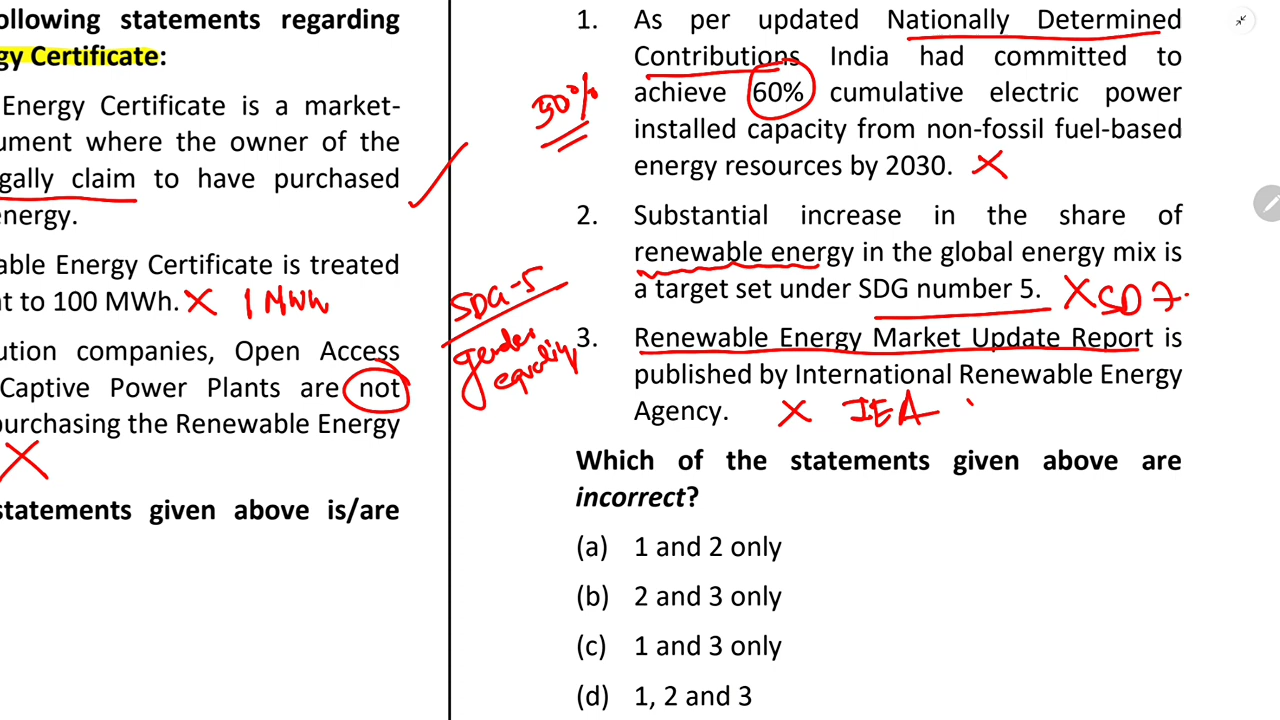 ollowing statements regarding
gy Certificate:
Energy Certificate is a market-
ument where the owner of the
gally claim to have purchased
energy.
able Energy Certificate is treated
nt to 100 MWh. X 1 MWh
ution companies, Open Access
Captive Power Plants are not
purchasing the Renewable Energy
X
statements given above is/are
SDG-5
gender
equality
1. As per updated Nationally Determined
Contributions India had committed to
50%
achieve 60% cumulative electric power
installed capacity from non-fossil fuel-based
energy resources by 2030. X
2. Substantial increase in the share of
renewable energy in the global energy mix is
a target set under SDG number 5. X SD 7.
3. Renewable Energy Market Update Report is
published by International Renewable Energy
Agency. X IEA
Which of the statements given above are
incorrect?
(a) 1 and 2 only
(b) 2 and 3 only
(c) 1 and 3 only
(d) 1, 2 and 3